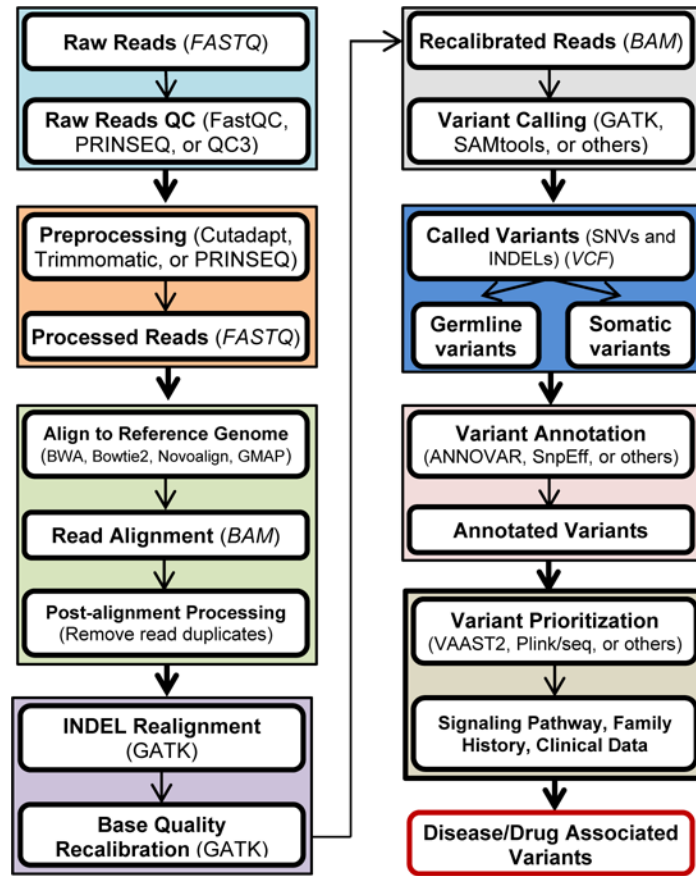 Raw Reads (FASTQ)
Raw Reads QC (FastQC,
PRINSEQ, or QC3)
Preprocessing (Cutadapt,
Trimmomatic, or PRINSEQ)
Processed Reads (FASTQ)
Align to Reference Genome
(BWA, Bowtie2, Novoalign, GMAP)
Read Alignment (BAM)
Post-alignment Processing
(Remove read duplicates)
INDEL Realignment
(GATK)
Base Quality
Recalibration (GATK)
Recalibrated Reads (BAM)
Variant Calling (GATK,
SAMtools, or others)
Called Variants (SNVs and
INDELs) (VCF)
Germline
variants
Somatic
variants
Variant Annotation
(ANNOVAR, SnpEff, or others)
Annotated Variants
Variant Prioritization
(VAAST2, Plink/seq, or others)
Signaling Pathway, Family
History, Clinical Data
Disease/Drug Associated
Variants